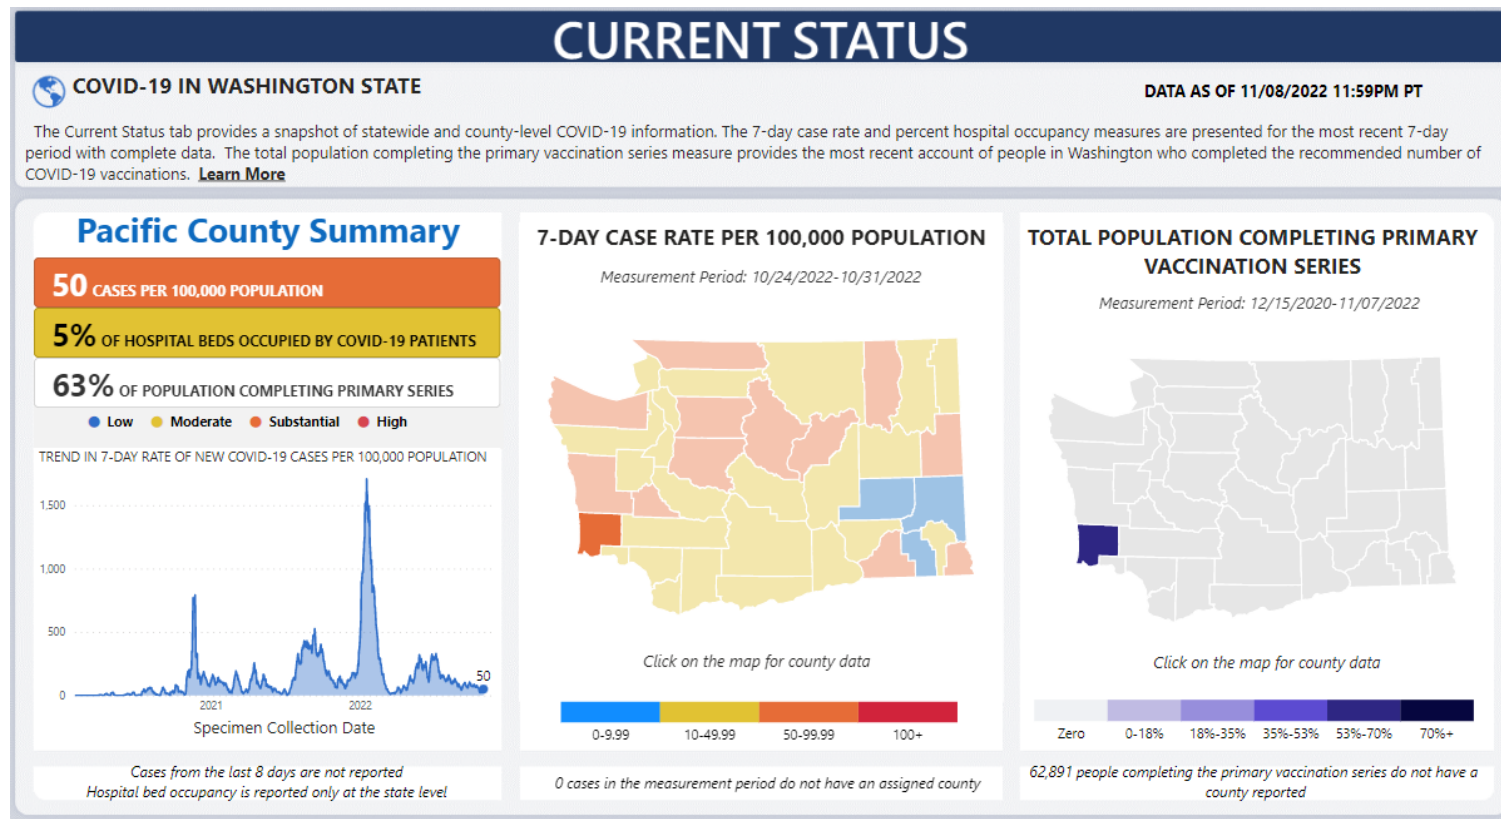 CURRENT STATUS
COVID-19 IN WASHINGTON STATE
DATA AS OF 11/08/2022 11:59PM PT
The Current Status tab provides a snapshot of statewide and county-level COVID-19 information. The 7-day case rate and percent hospital occupancy measures are presented for the most recent 7-day
period with complete data.  The total population completing the primary vaccination series measure provides the most recent account of people in Washington who completed the recommended number of
COVID-19 vaccinations.  Learn More
Pacific County Summary
50 CASES PER 100,000 POPULATION
5% OF HOSPITAL BEDS OCCUPIED BY COVID-19 PATIENTS
63% OF POPULATION COMPLETING PRIMARY SERIES
Low Moderate Substantial High
TREND IN 7-DAY RATE OF NEW COVID-19 CASES PER 100,000 POPULATION
1,500
1,000
500
0
50
2021 2022
Specimen Collection Date
Cases from the last 8 days are not reported
Hospital bed occupancy is reported only at the state level
7-DAY CASE RATE PER 100,000 POPULATION
Measurement Period: 10/24/2022-10/31/2022
Click on the map for county data
0-9.99 10-49.99 50-99.99 100+
0 cases in the measurement period do not have an assigned county
TOTAL POPULATION COMPLETING PRIMARY
VACCINATION SERIES
Measurement Period: 12/15/2020-11/07/2022
Click on the map for county data
Zero 0-18% 18%-35% 35%-53% 53%-70% 70%+
62,891 people completing the primary vaccination series do not have a
county reported